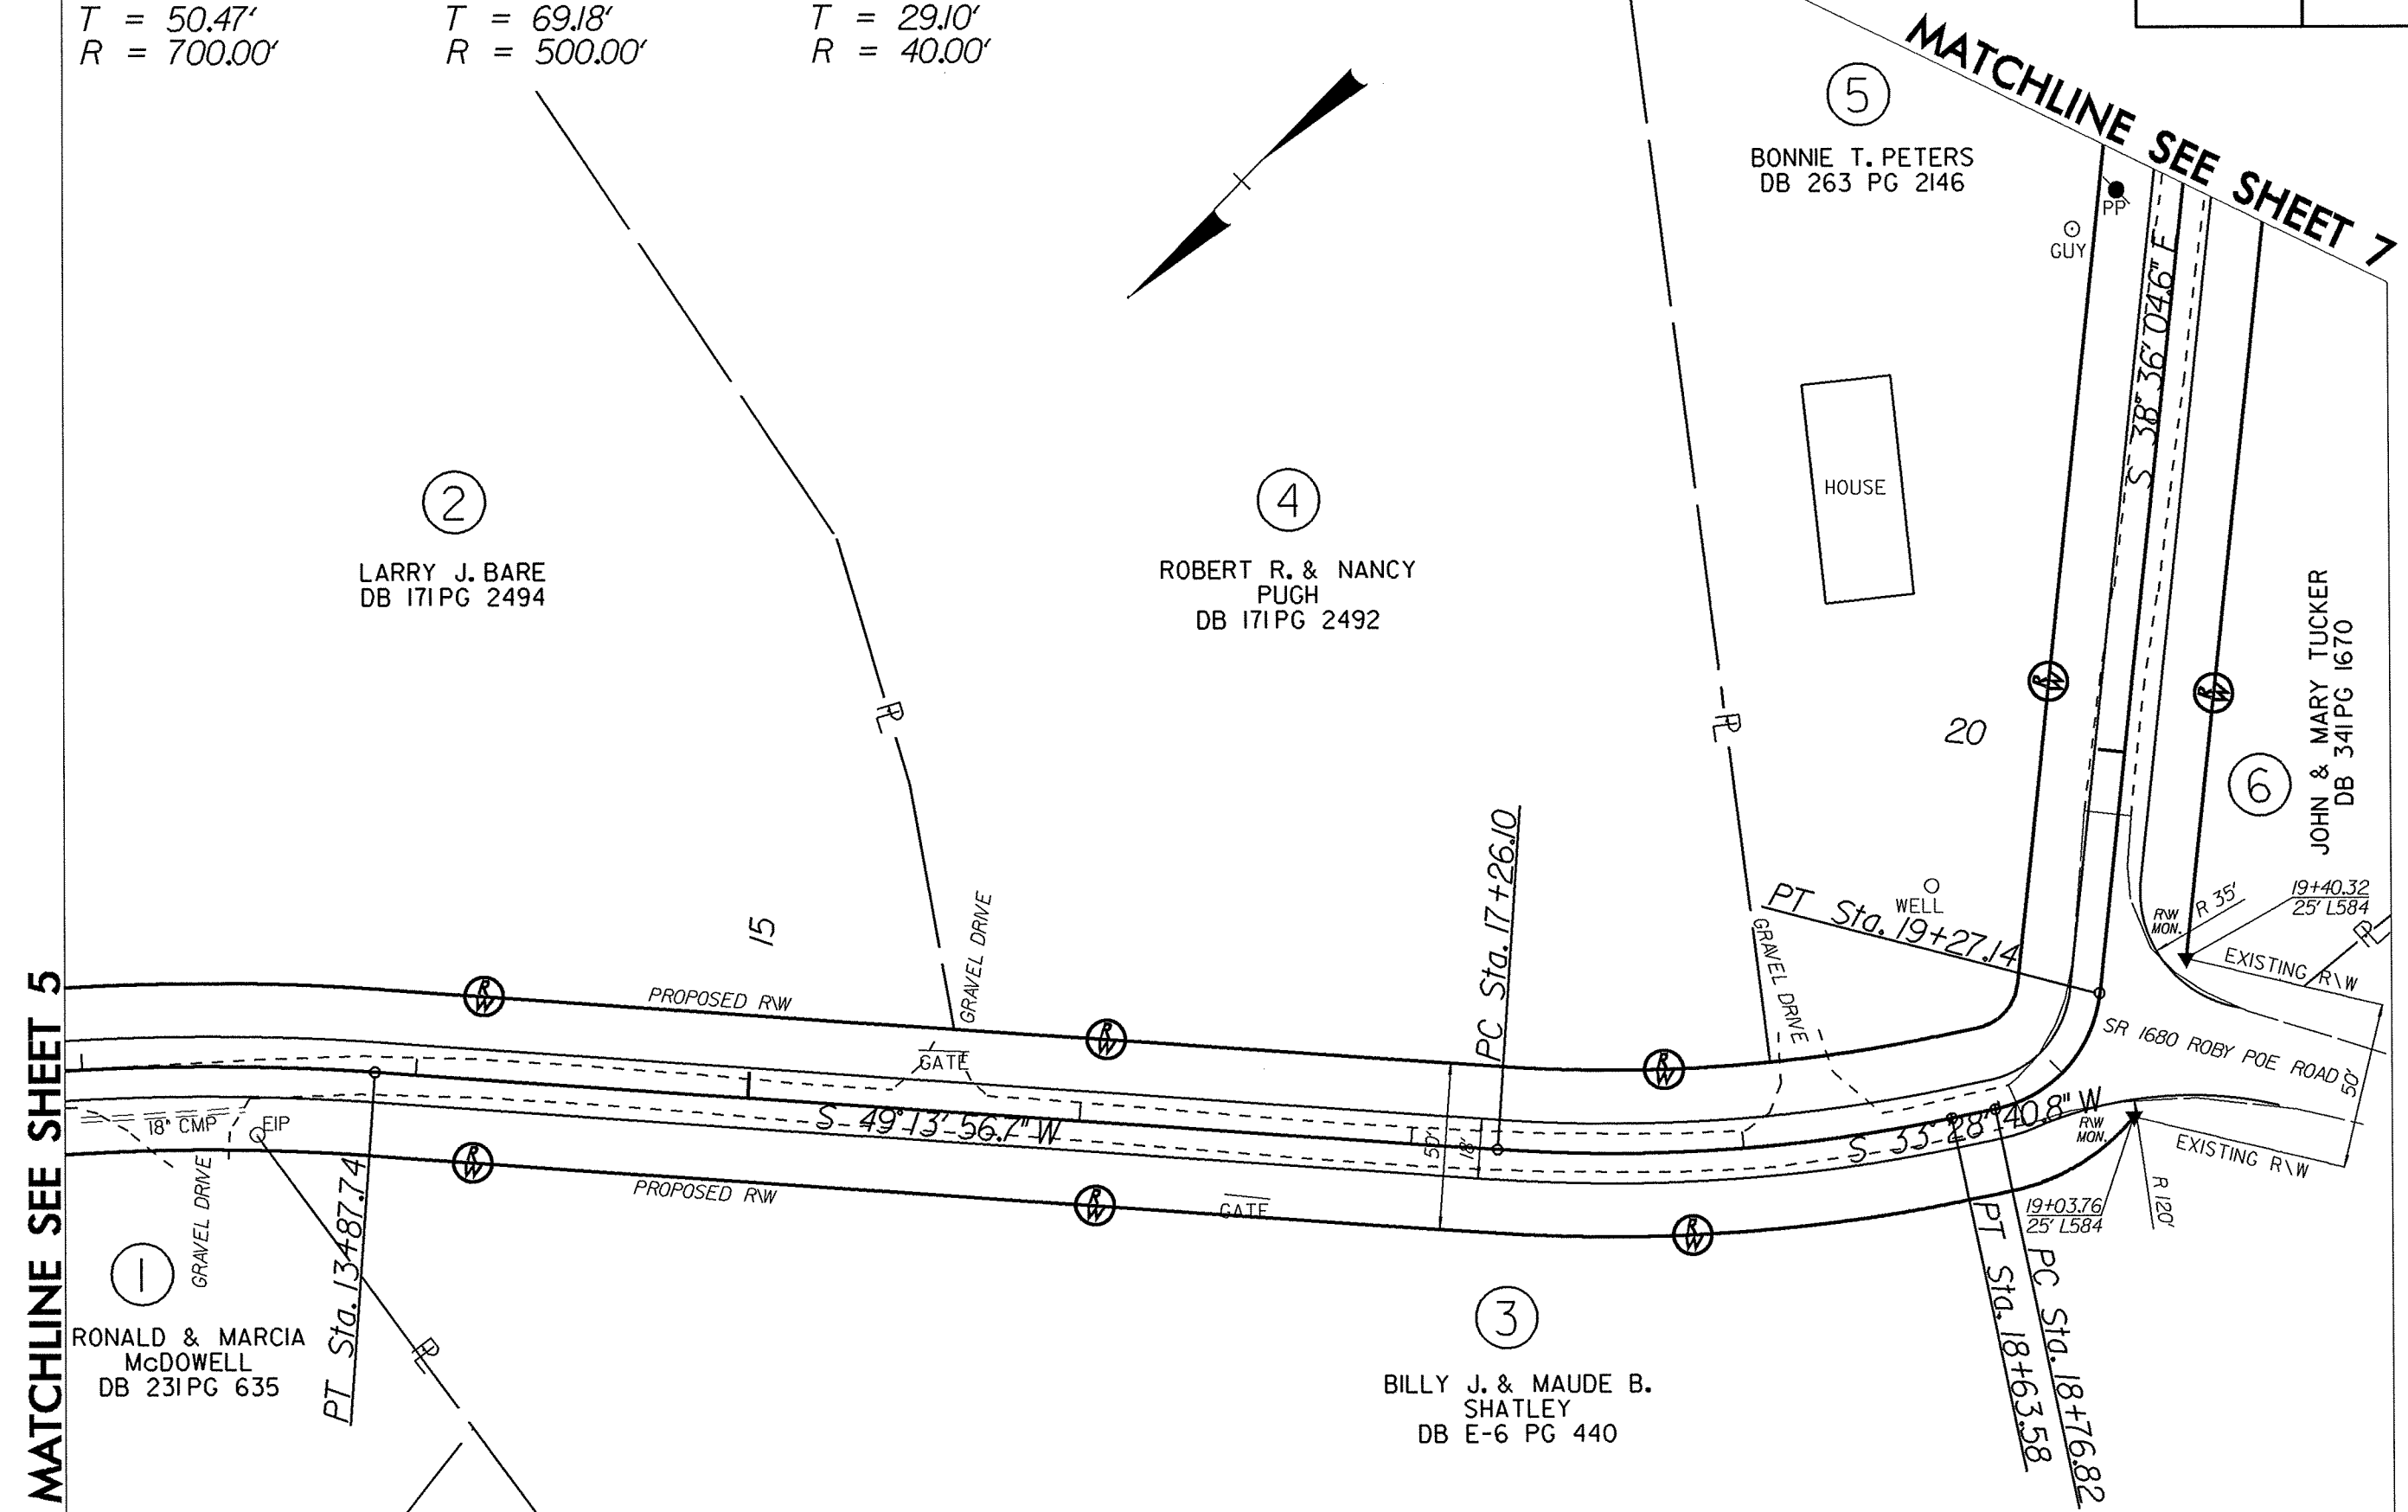 T = 50.47'
R = 700.00'
T = 69.18'
R = 500.00'
T = 29.10'
R = 40.00'
MATCHLINE SEE SHEET 7
5
BONNIE T. PETERS
DB 263 PG 2146
PP
GUY
S 38° 36' 04.6" E
HOUSE
2
LARRY J. BARE
DB 171 PG 2494
4
ROBERT R. & NANCY
PUGH
DB 171 PG 2492
JOHN & MARY TUCKER
DB 341 PG 1670
6
R/W
R/W
PL
PL
20
15
GRAVEL DRIVE
PC Sta. 17+26.10
WELL
PT Sta. 19+27.14
GRAVEL DRIVE
R/W
MON.
R 35'
19+40.32
25' L584
PL
EXISTING R\W
SR 1680 ROBY POE ROAD
50'
R/W
PROPOSED R\W
R/W
R/W
GATE
MATCHLINE SEE SHEET 5
18" CMP
EIP
S 49° 13' 56.7" W
50'
18'
S 33° 28' 40.8" W
R/W
MON.
EXISTING R\W
R 120'
19+03.76
25' L584
GRAVEL DRIVE
R/W
PROPOSED R\W
R/W
GATE
R/W
PT Sta. 13+87.74
PL
1
RONALD & MARCIA
McDOWELL
DB 231 PG 635
3
BILLY J. & MAUDE B.
SHATLEY
DB E-6 PG 440
PT Sta. 18+63.58
PC Sta. 18+76.82